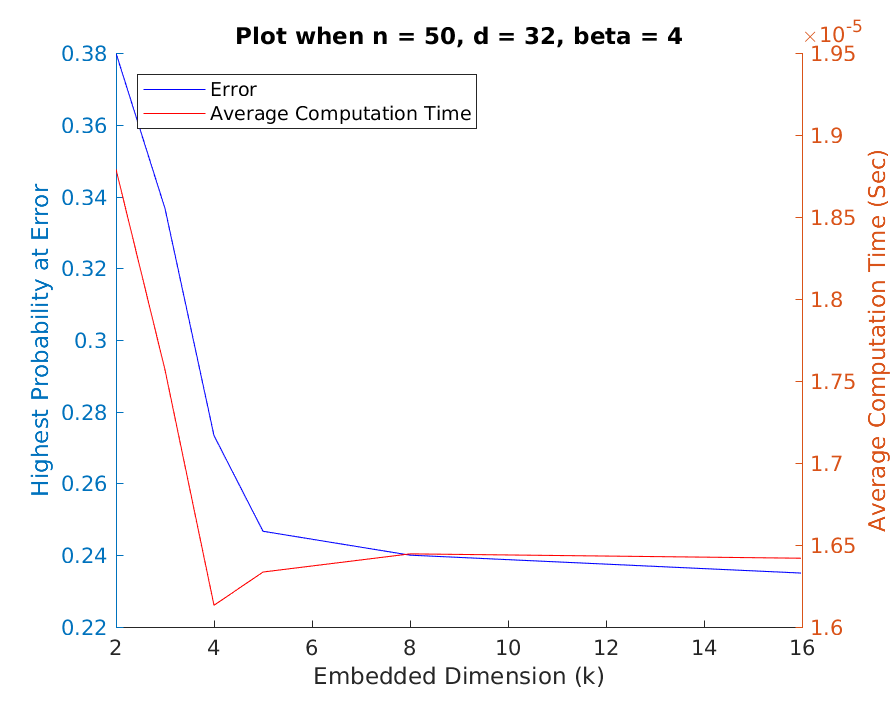 Plot when n = 50, d = 32, beta = 4
×10-5
Error
Average Computation Time
Highest Probability at Error
0.38
0.36
0.34
0.32
0.3
0.28
0.26
0.24
0.22
1.95
1.9
1.85
1.8
1.75
1.7
1.65
1.6
Average Computation Time (Sec)
2 4 6 8 10 12 14 16
Embedded Dimension (k)